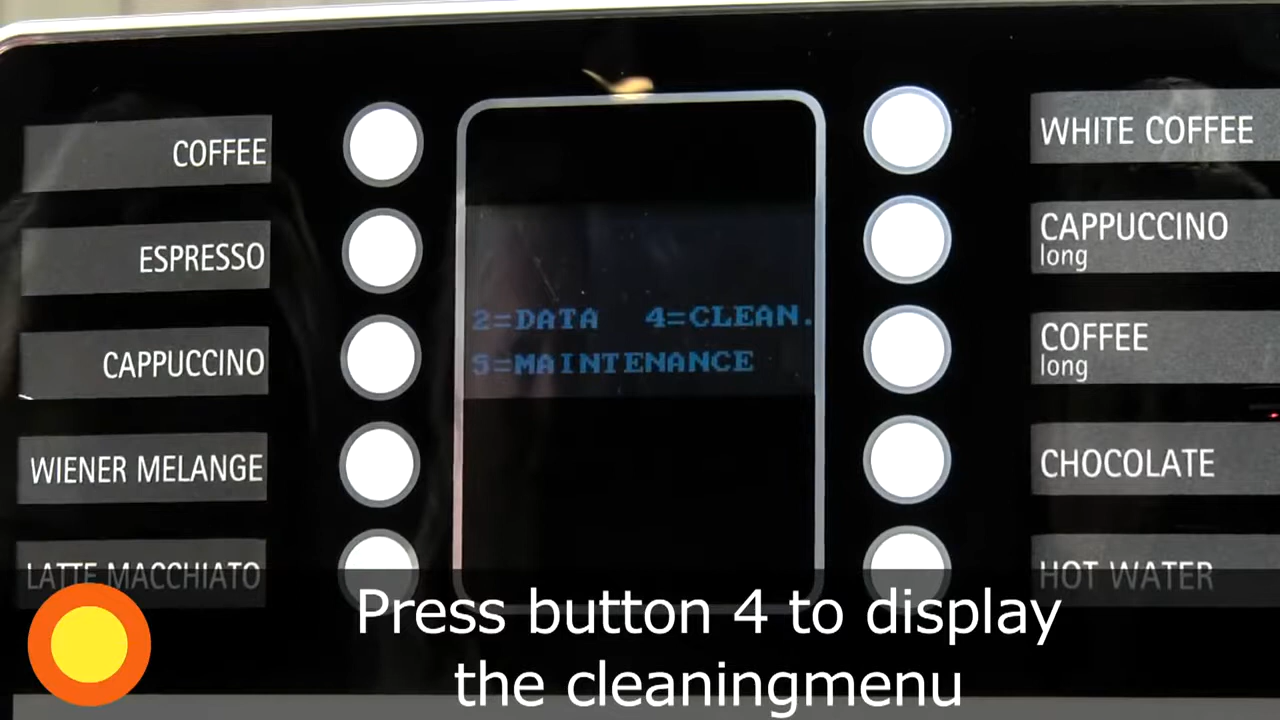 COFFEE
ESPRESSO
CAPPUCCINO
WIENER MELANGE
LATTE MACCHIATO
2=DATA 4=CLEAN.
5=MAINTENANCE
WHITE COFFEE
CAPPUCCINO
long
COFFEE
long
CHOCOLATE
HOT WATER
Press button 4 to display
the cleaningmenu